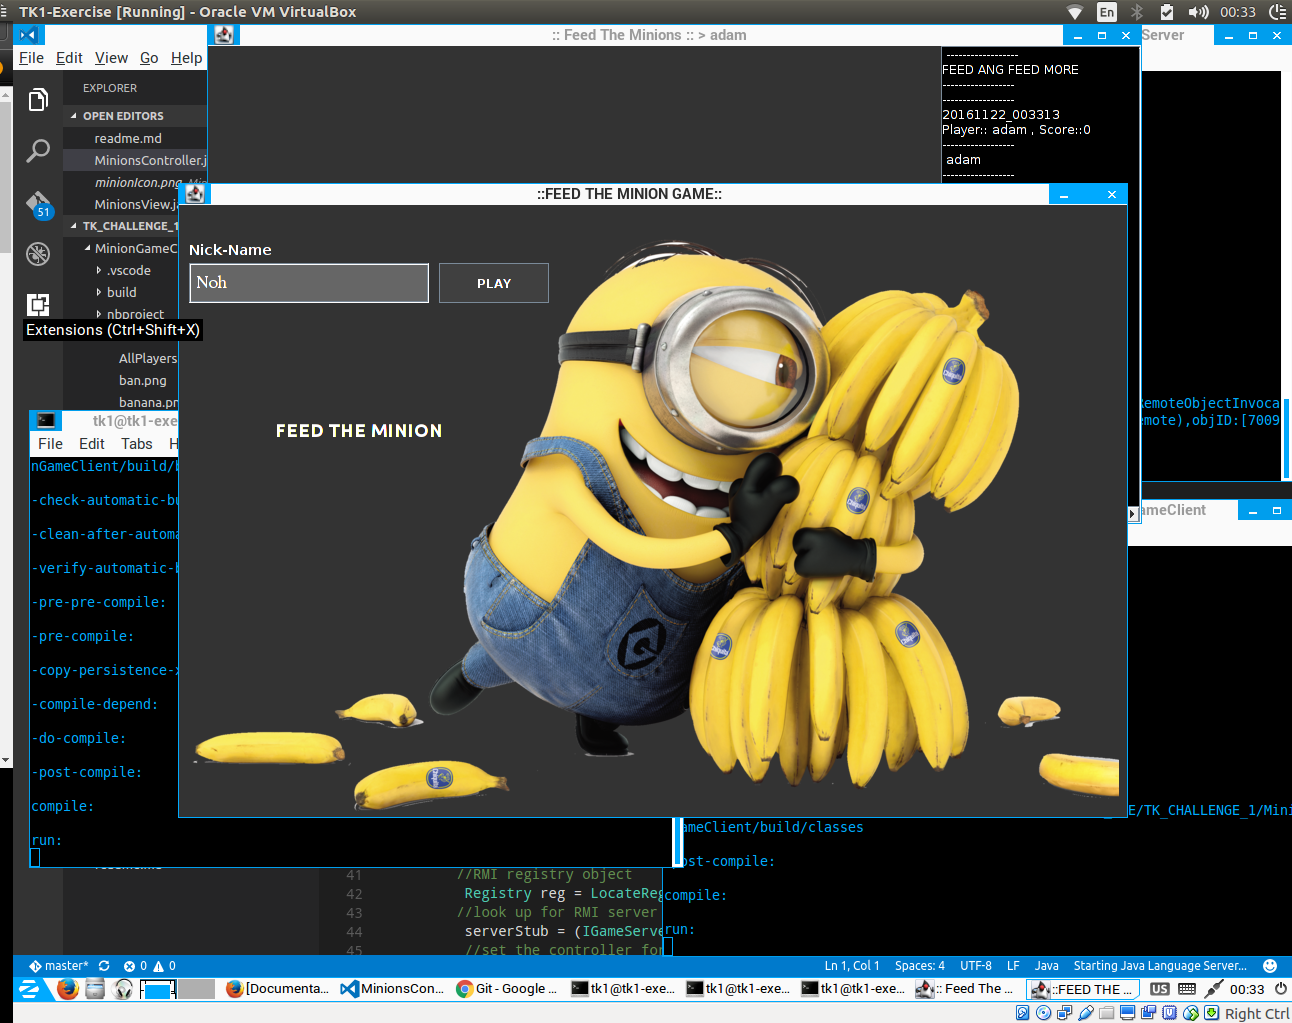 TK1-Exercise [Running] - Oracle VM VirtualBox
En
00:33
File Edit View Go Help
:: Feed The Minions :: > adam
Server
EXPLORER
OPEN EDITORS
readme.md
MinionsController.j
minionIcon.png
MinionsView.ja
51
TK_CHALLENGE_1
MinionGameC
.vscode
build
nbproject
Extensions (Ctrl+Shift+X)
AllPlayers
ban.png
banana.pn
------------------
FEED ANG FEED MORE
------------------
------------------
20161122_003313
Player:: adam , Score::0
------------------
adam
------------------
::FEED THE MINION GAME::
Nick-Name
Noh
PLAY
FEED THE MINION
Chiquita
Chiquita
Chiquita
Chiquita
RemoteObjectInvoca
emote),objID:[7009
tk1@tk1-exe
File Edit Tabs H
nGameClient/build/
-check-automatic-bu
-clean-after-automa
-verify-automatic-b
-pre-pre-compile:
-pre-compile:
-copy-persistence-x
-compile-depend:
-do-compile:
-post-compile:
compile:
run:
ameClient
E/TK_CHALLENGE_1/Mini
ameClient/build/classes
ost-compile:
compile:
run:
41 //RMI registry object
42 Registry reg = LocateReg
43 //look up for RMI server
44 serverStub = (IGameServe
45 //set the controller for
master* 0 0
Ln 1, Col 1 Spaces: 4 UTF-8 LF Java Starting Java Language Server...
[Documenta... MinionsCon... Git - Google ... tk1@tk1-exe... tk1@tk1-exe... tk1@tk1-exe... :: Feed The ... ::FEED THE ... US 00:33
Right Ctrl